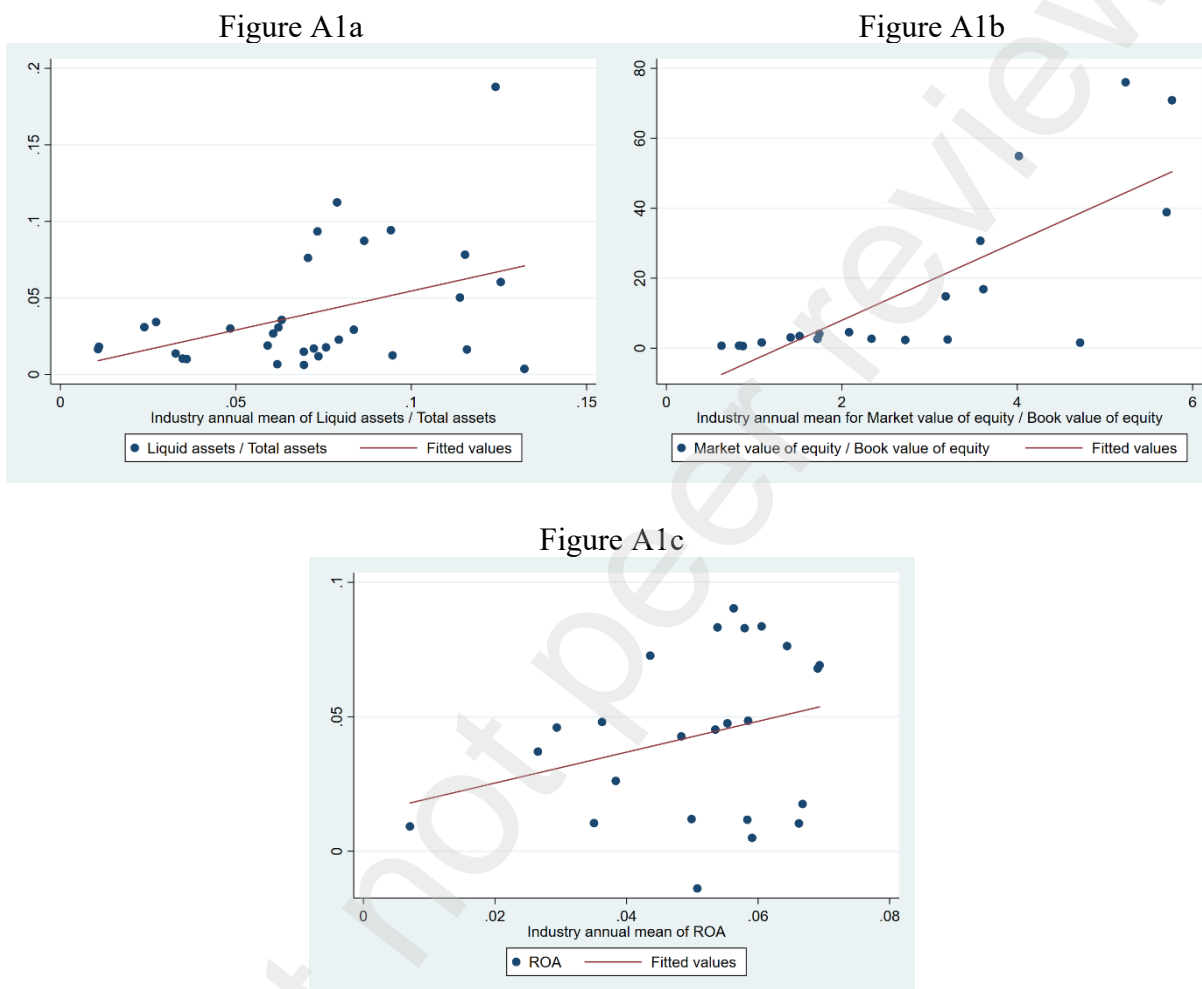 Figure A1a
.2
.15
.1
.05
0
0 .05 .1 .15
Industry annual mean of Liquid assets / Total assets
Liquid assets / Total assets Fitted values
Figure A1b
80
60
40
20
0
0 2 4 6
Industry annual mean for Market value of equity / Book value of equity
Market value of equity / Book value of equity Fitted values
Figure A1c
.1
.05
0
0 .02 .04 .06 .08
Industry annual mean of ROA
ROA Fitted values
not peer review